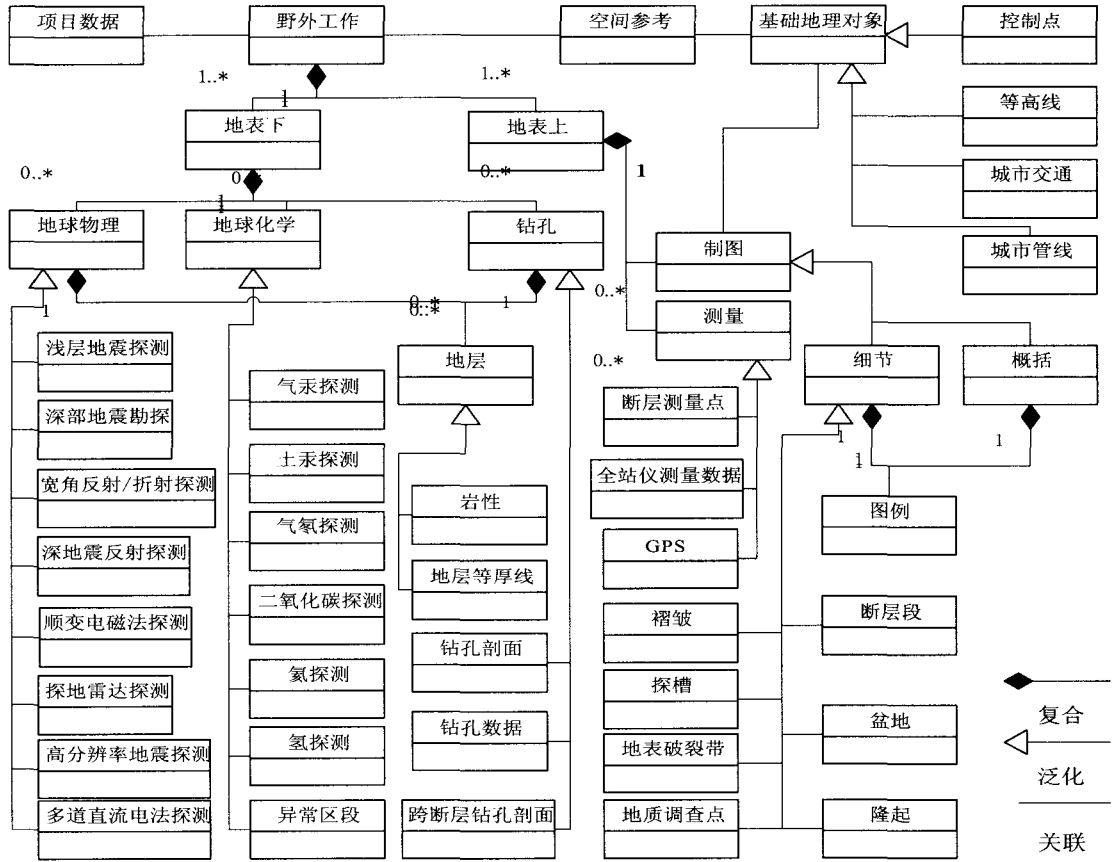 项目数据
野外工作
空间参考
基础地理对象
控制点
1..*
1..*
1
1
等高线
地表下
地表上
城市交通
0..*
0
0..*
1
1
1
地球物理
地球化学
钻孔
制图
城市管线
0..*
0..*
0..*
1
1
测量
浅层地震探测
地层
0..*
细节
概括
气汞探测
断层测量点
深部地震勘探
1
1
1
1
土汞探测
全站仪测量数据
宽角反射/折射探测
岩性
图例
气氡探测
GPS
深地震反射探测
地层等厚线
二氧化碳探测
褶皱
断层段
顺变电磁法探测
钻孔剖面
氦探测
探槽
探地雷达探测
复合
钻孔数据
盆地
氢探测
地表破裂带
高分辨率地震探测
泛化
多道直流电法探测
异常区段
跨断层钻孔剖面
地质调查点
隆起
关联